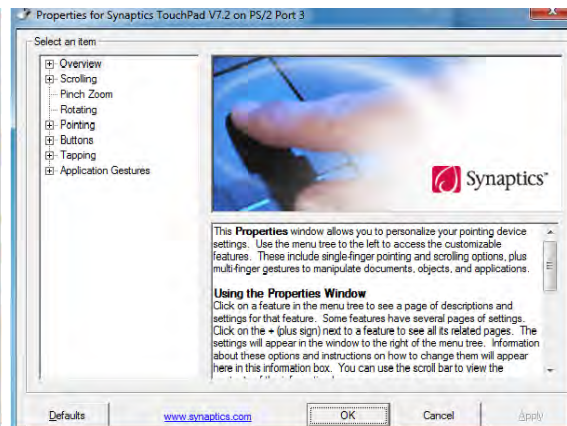 Properties for Synaptics TouchPad V7.2 on PS/2 Port 3
Select an item
Overview
Scrolling
Pinch Zoom
Rotating
Pointing
Buttons
Tapping
Application Gestures
Synaptics™
This Properties window allows you to personalize your pointing device
settings. Use the menu tree to the left to access the customizable
features. These include single-finger pointing and scrolling options, plus
multi-finger gestures to manipulate documents, objects, and applications.
Using the Properties Window
Click on a feature in the menu tree to see a page of descriptions and
settings for that feature. Some features have several pages of settings.
Click on the + (plus sign) next to a feature to see all its related pages. The
settings will appear in the window to the right of the menu tree. Information
about these options and instructions on how to change them will appear
here in this information box. You can use the scroll bar to view the
Defaults
www.synaptics.com
OK
Cancel
Apply